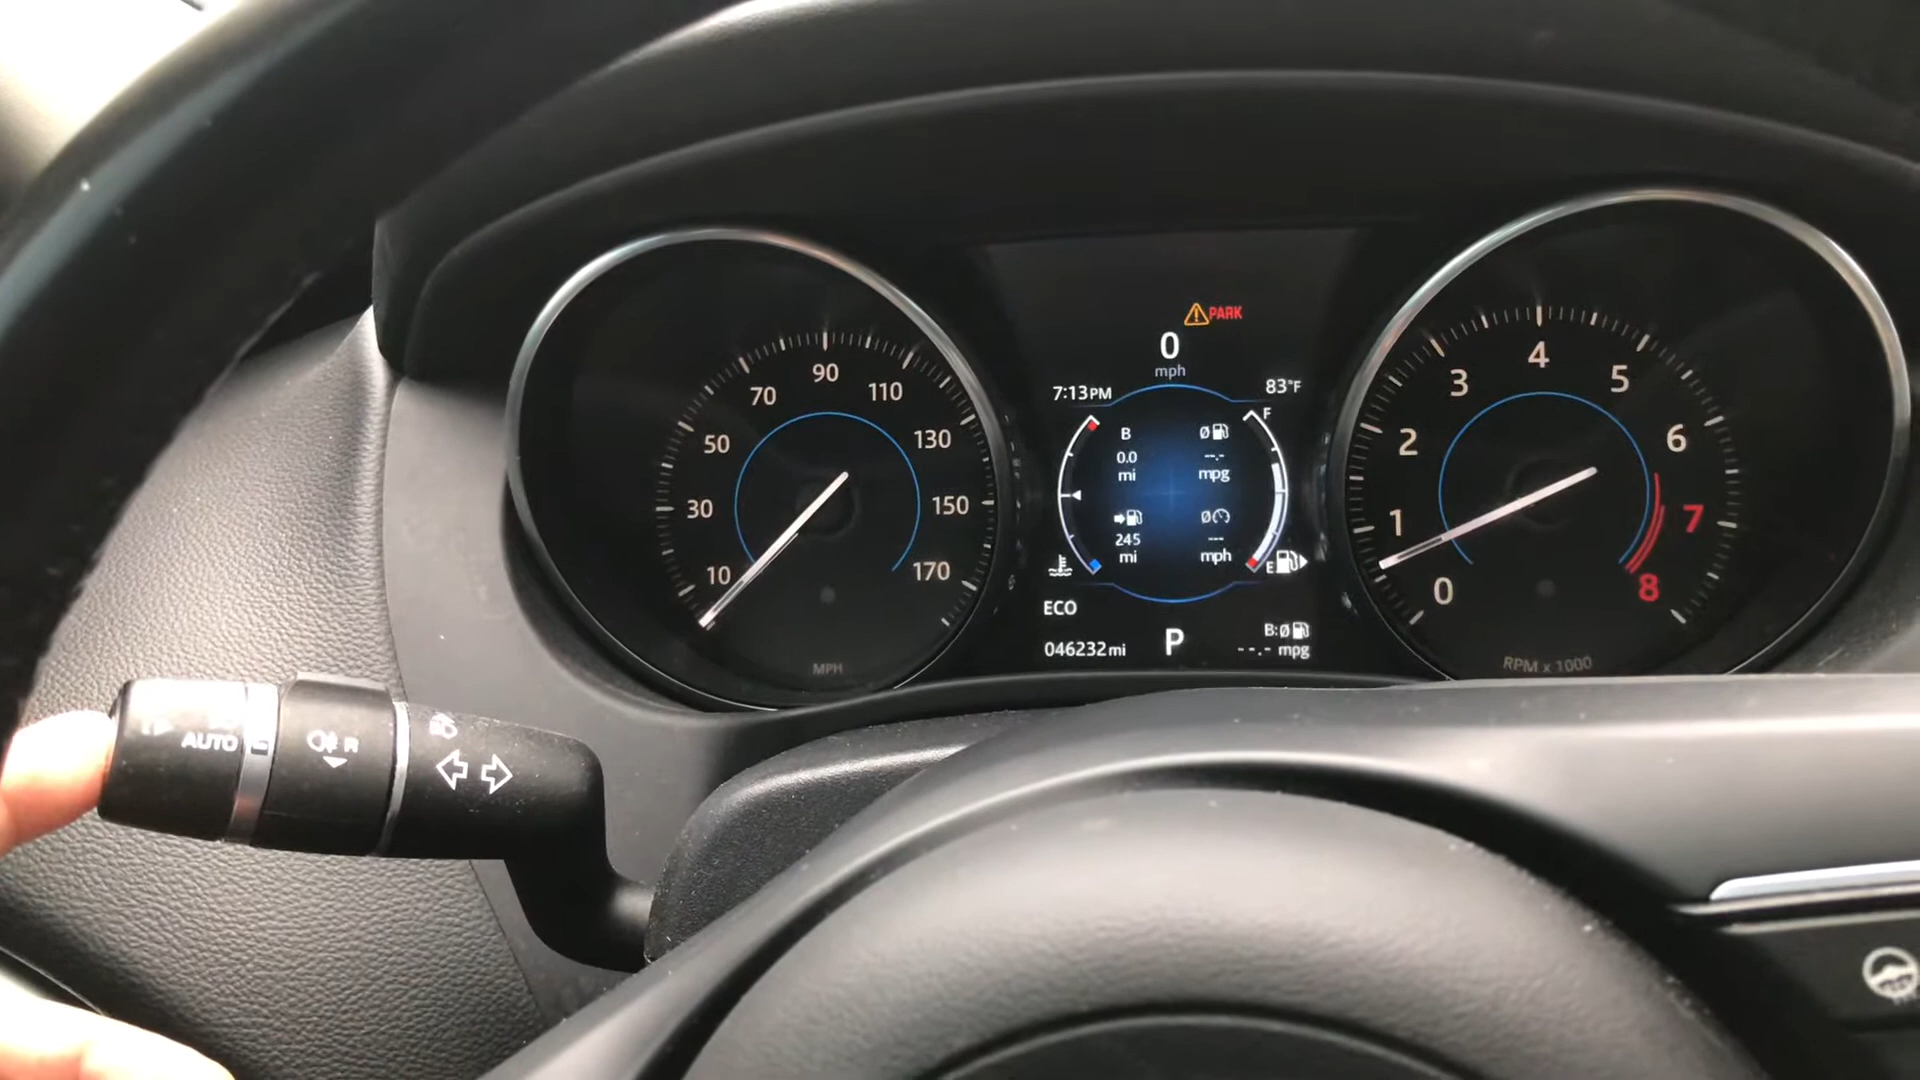 10
30
50
70
90
110
130
150
170
MPH
PARK
0
mph
7:13PM
83°F
B
0.0
mi
--.-
mpg
245
mi
---
mph
F
E
ECO
046232mi
P
B:Ø
--.- mpg
0
1
2
3
4
5
6
7
8
RPM x 1000
AUTO
R